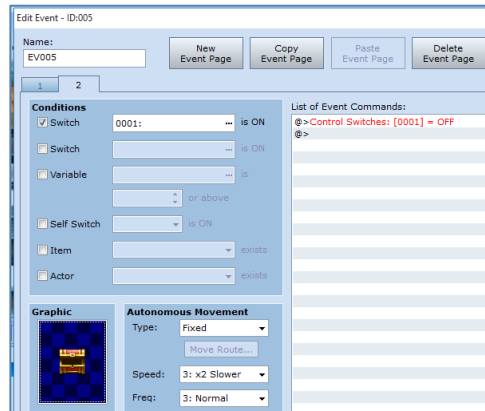 Edit Event - ID:005
Name:
EV005
New Event Page
Copy Event Page
Paste Event Page
Delete Event Page
1 2
Conditions
Switch 0001: ... is ON
Switch ... is ON
Variable ... is
or above
Self Switch is ON
Item exists
Actor exists
Graphic
Autonomous Movement
Type: Fixed
Move Route...
Speed: 3: x2 Slower
Freq: 3: Normal
List of Event Commands:
@>Control Switches: [0001] = OFF
@>